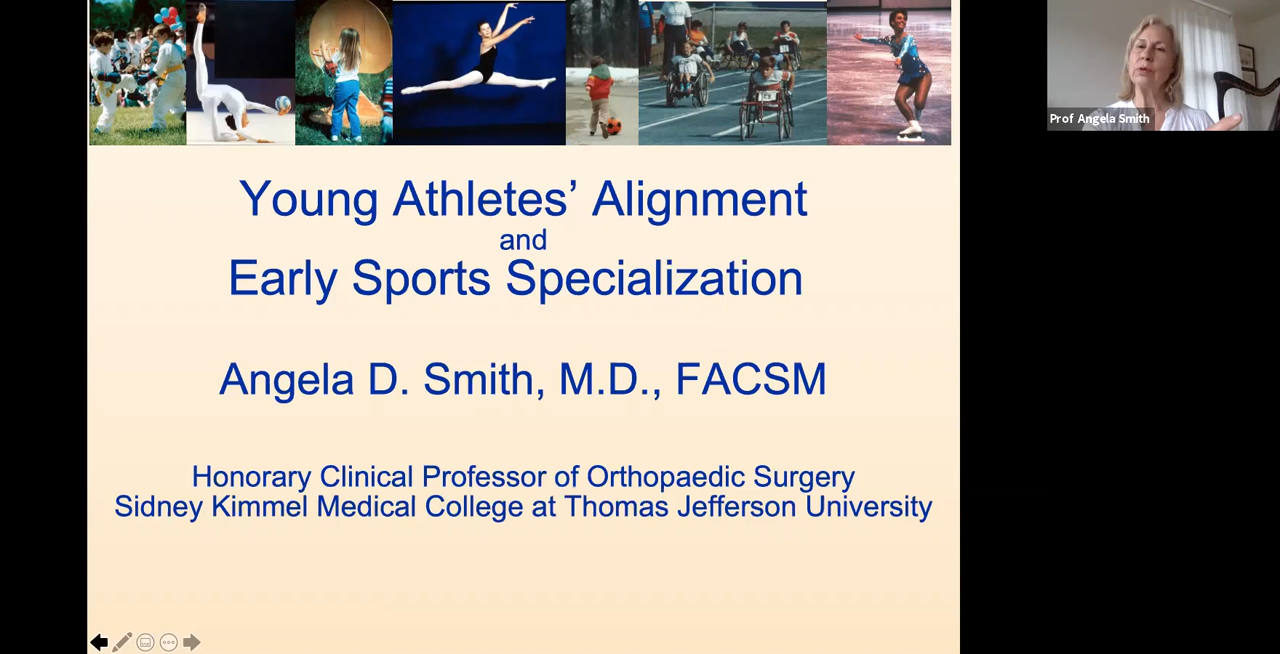 Prof Angela Smith
Young Athletes’ Alignment
and
Early Sports Specialization
Angela D. Smith, M.D., FACSM
Honorary Clinical Professor of Orthopaedic Surgery
Sidney Kimmel Medical College at Thomas Jefferson University